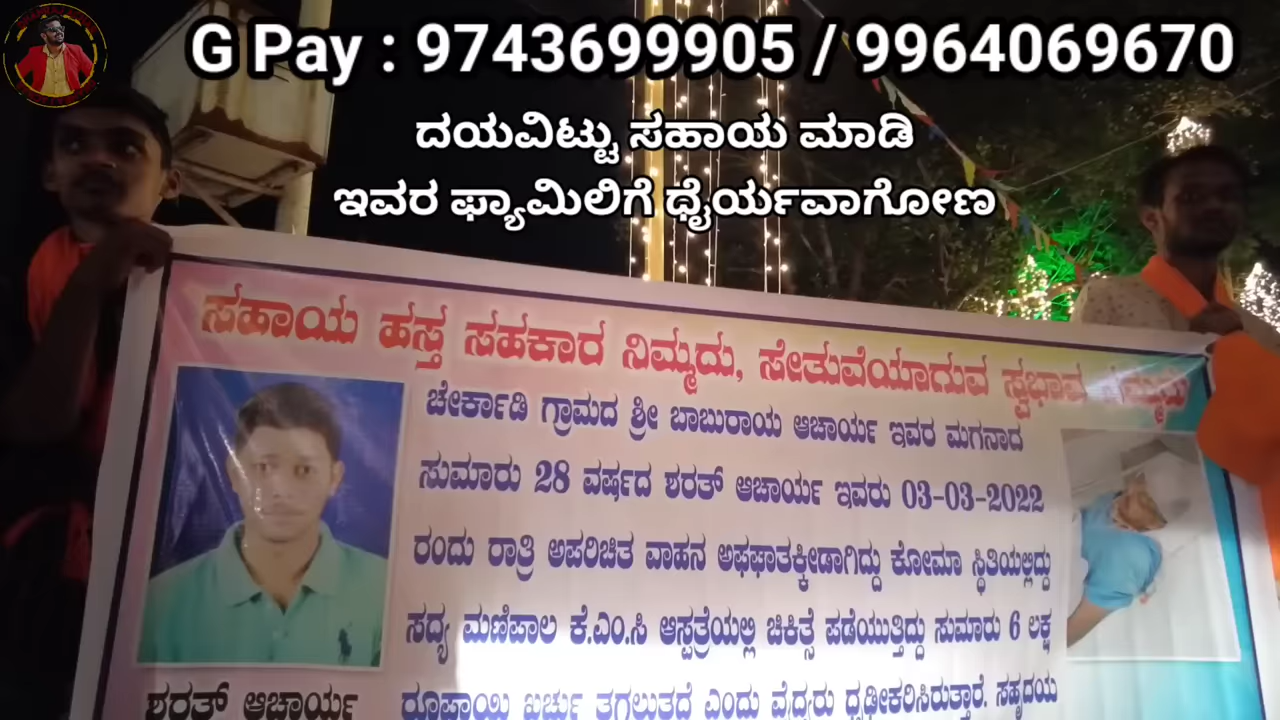 G Pay : 9743699905 / 9964069670
ದಯವಿಟ್ಟು ಸಹಾಯ ಮಾಡಿ
ಇವರ ಫ್ಯಾಮಿಲಿಗೆ ಧೈರ್ಯವಾಗೋಣ
ಸಹಾಯ ಹಸ್ತ ಸಹಕಾರ ನಿಮ್ಮದು, ಸೇತುವೆಯಾಗುವ ಸ್ವಭಾವ
ಚೇರ್ಕಾಡಿ ಗ್ರಾಮದ ಶ್ರೀ ಬಾಬುರಾಯ ಆಚಾರ್ಯ ಇವರ ಮಗನಾದ
ಸುಮಾರು 28 ವರ್ಷದ ಶರತ್ ಆಚಾರ್ಯ ಇವರು 03-03-2022
ರಂದು ರಾತ್ರಿ ಅಪರಿಚಿತ ವಾಹನ ಅಫಘಾತಕ್ಕೀಡಾಗಿದ್ದು ಕೋಮಾ ಸ್ಥಿತಿಯಲ್ಲಿದ್ದು
ಸದ್ಯ ಮಣಿಪಾಲ ಕೆ.ಎಂ.ಸಿ ಆಸ್ಪತ್ರೆಯಲ್ಲಿ ಚಿಕಿತ್ಸೆ ಪಡೆಯುತ್ತಿದ್ದು ಸುಮಾರು 6 ಲಕ್ಷ
ರೂಪಾಯಿ ಖರ್ಚು ತಗಲುತ್ತದೆ ಎಂದು ವೈದ್ಯರು ಧೃಢೀಕರಿಸಿರುತ್ತಾರೆ. ಸಹೃದಯ
ಶರತ್ ಆಚಾರ್ಯ